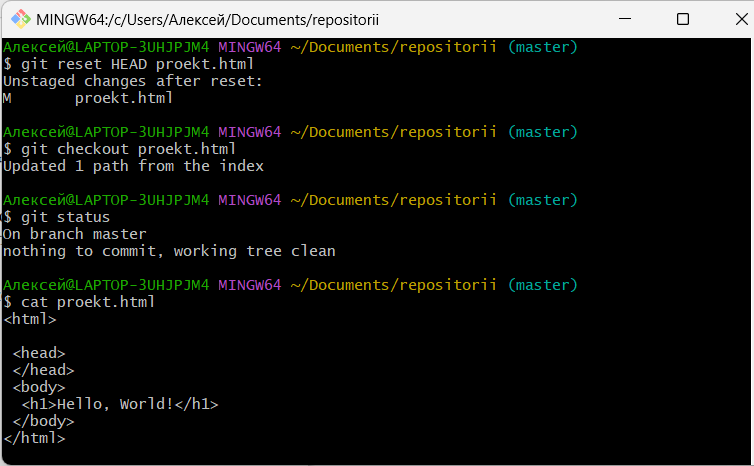 MINGW64:/c/Users/Алексей/Documents/repositorii
Алексей@LAPTOP-3UHJPJM4 MINGW64 ~/Documents/repositorii (master)
$ git reset HEAD proekt.html
Unstaged changes after reset:
M       proekt.html
Алексей@LAPTOP-3UHJPJM4 MINGW64 ~/Documents/repositorii (master)
$ git checkout proekt.html
Updated 1 path from the index
Алексей@LAPTOP-3UHJPJM4 MINGW64 ~/Documents/repositorii (master)
$ git status
On branch master
nothing to commit, working tree clean
Алексей@LAPTOP-3UHJPJM4 MINGW64 ~/Documents/repositorii (master)
$ cat proekt.html
<html>
 <head>
 </head>
 <body>
  <h1>Hello, World!</h1>
 </body>
</html>